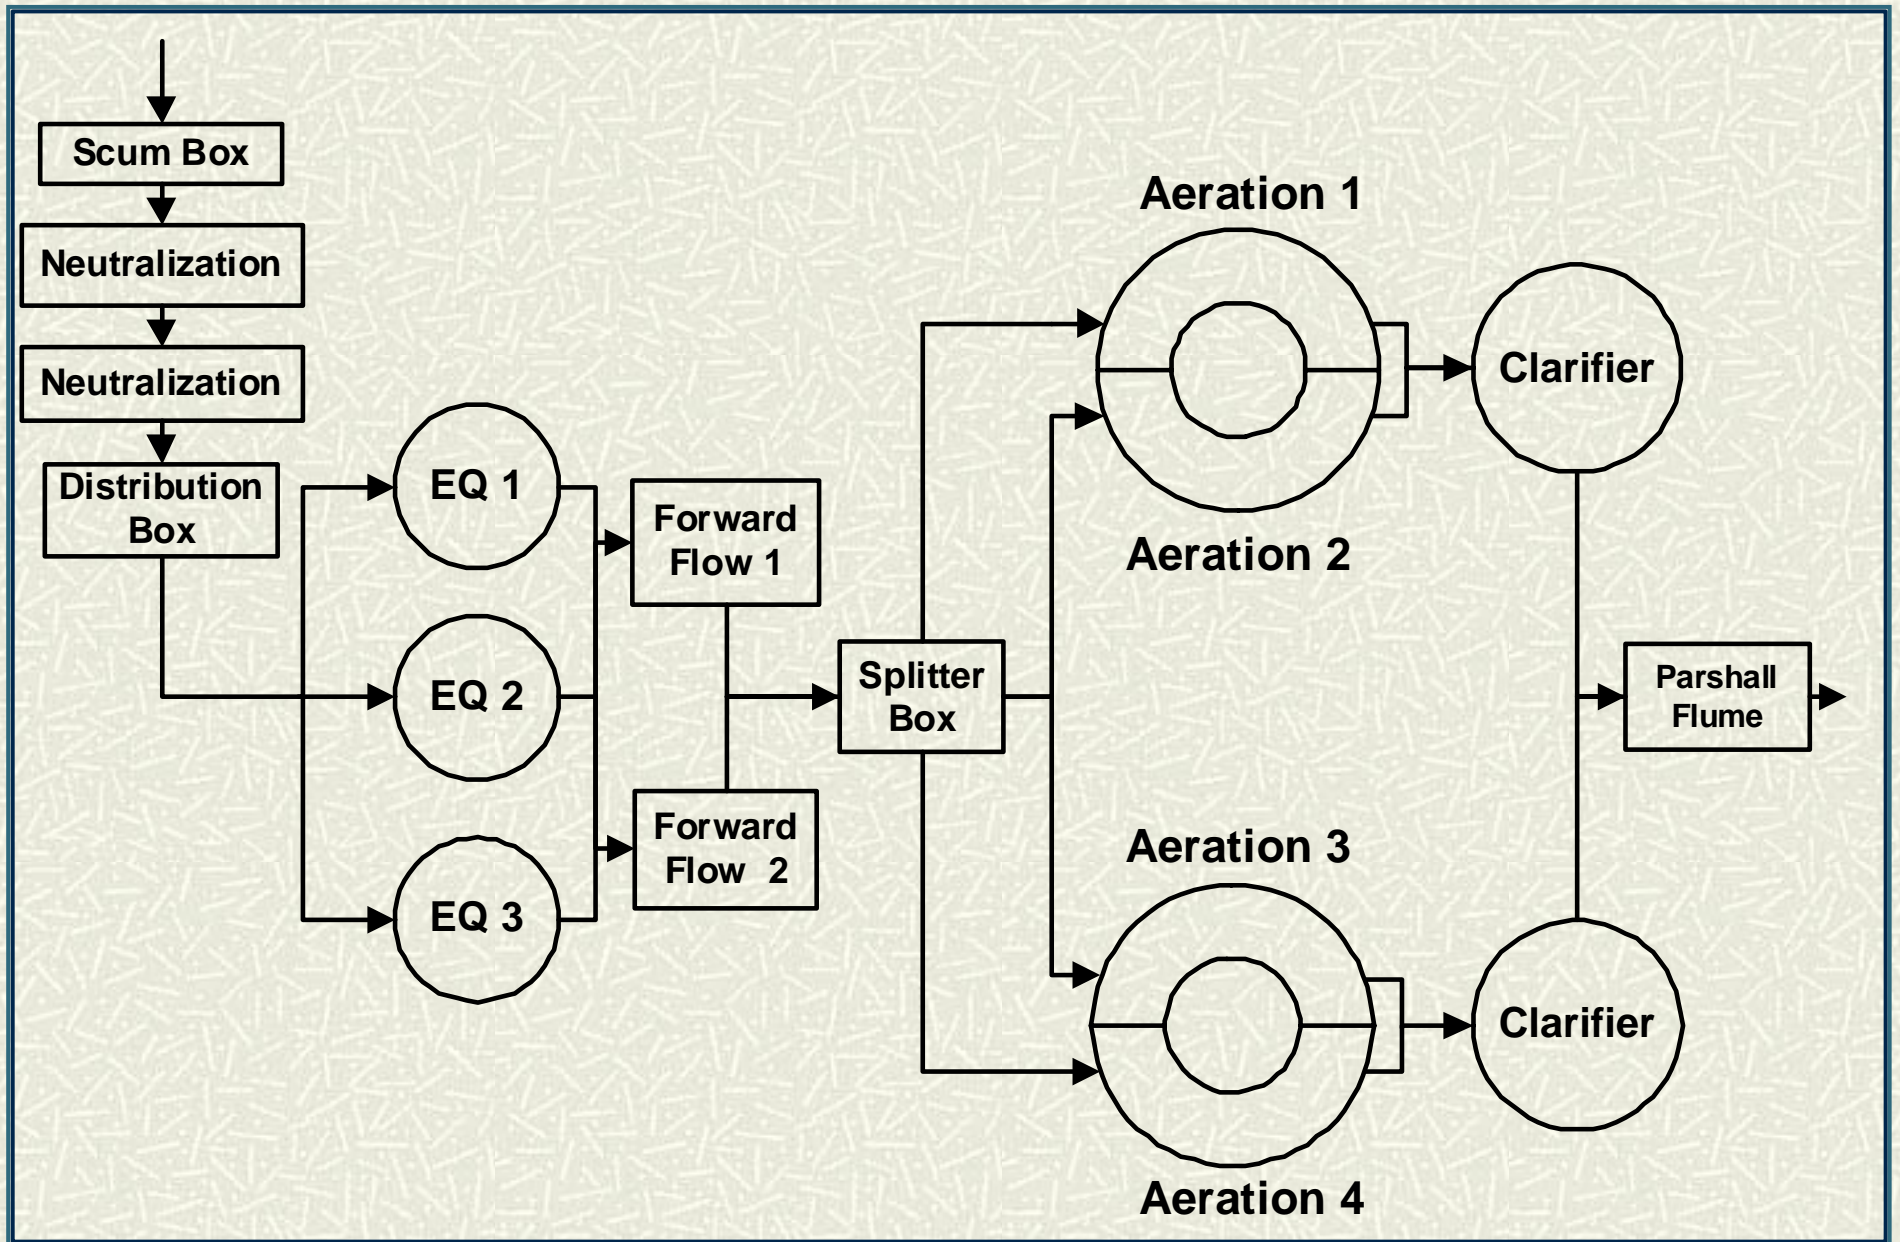 Scum Box
Neutralization
Neutralization
Distribution
Box
EQ 1
EQ 2
EQ 3
Forward
Flow 1
Forward
Flow  2
Splitter
Box
Aeration 1
Aeration 2
Aeration 3
Aeration 4
Clarifier
Clarifier
Parshall
Flume